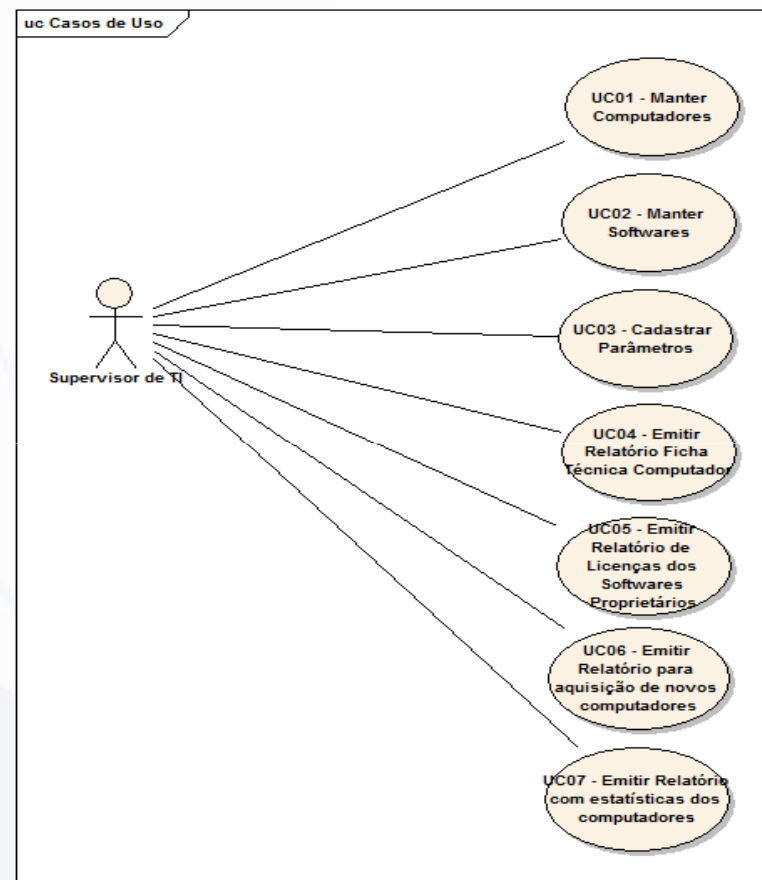 uc Casos de Uso
UC01 - Manter
Computadores
UC02 - Manter
Softwares
UC03 - Cadastrar
Parâmetros
Supervisor de TI
UC04 - Emitir
Relatório Ficha
Técnica Computador
UC05 - Emitir
Relatório de
Licenças dos
Softwares
Proprietários
UC06 - Emitir
Relatório para
aquisição de novos
computadores
UC07 - Emitir Relatório
com estatísticas dos
computadores